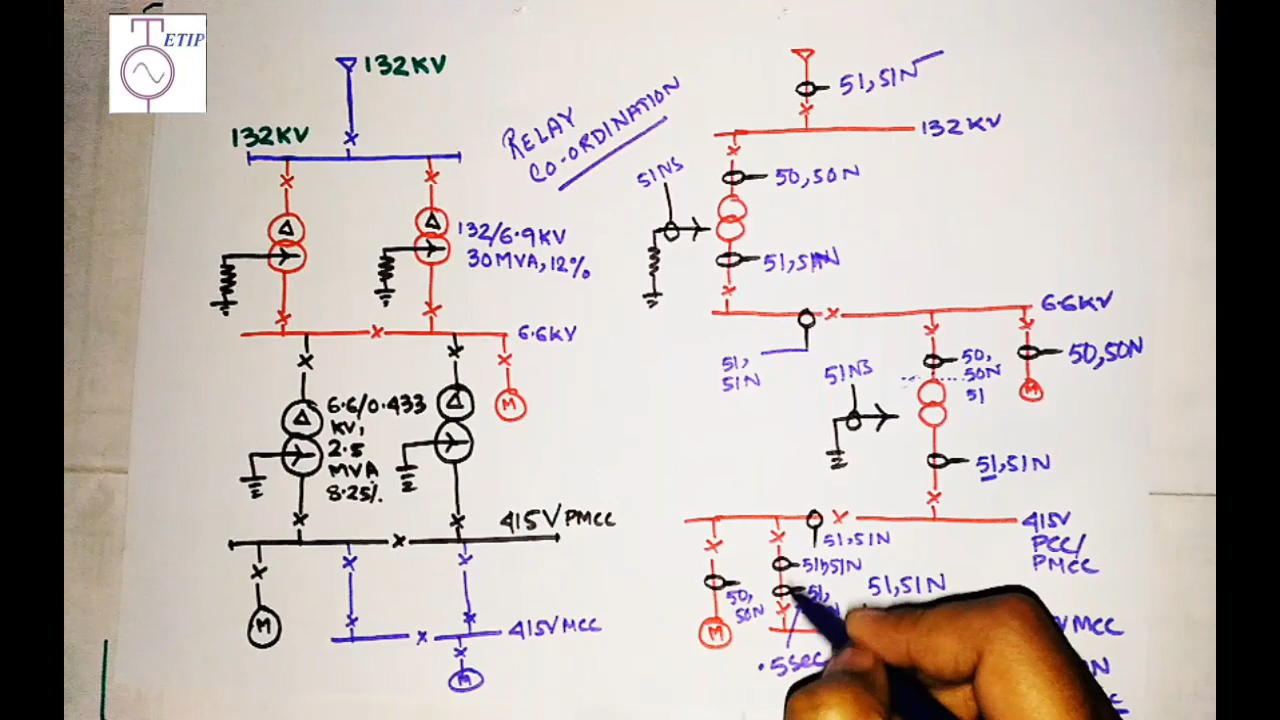 ETIP
132KV
132KV
RELAY
CO-ORDINATION
132/6.9KV
30MVA, 12%
6.6KV
M
6.6/0.433
KV,
2.5
MVA
8.25%.
415V PMCC
M
415V MCC
M
51, 51N
132KV
50, 50N
51NS
51, 51N
6.6KV
51,
51N
50,
50N
51
50, 50N
M
51NS
51, 51N
415V
PCC/
PMCC
51, 51N
51, 51N
51,
50,
50N
M
51, 51N
.5sec
MCC